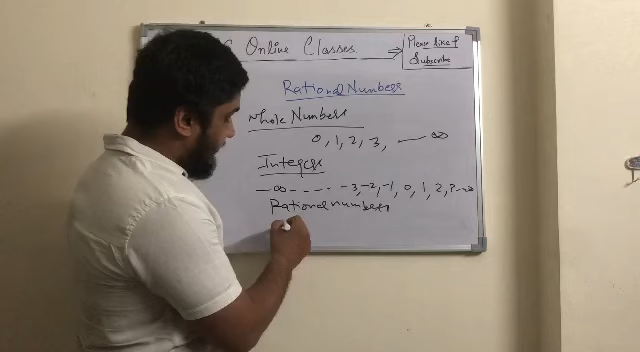 Online Classes
Please like &
Subscribe
Rational Numbers
Whole Numbers
0, 1, 2, 3, — ∞
Integers
-∞ - - - - -3, -2, -1, 0, 1, 2,
Rational numbers